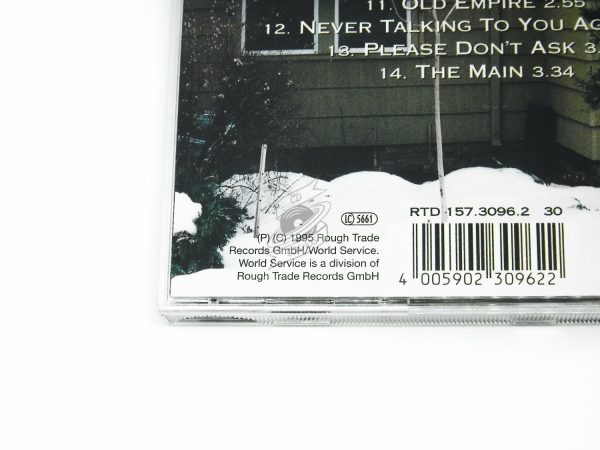 11. OLD EMPIRE 2.55
12. NEVER TALKING TO YOU AG
13. PLEASE DON'T ASK 3.
14. THE MAIN 3.34
LC 5661
RTD 157.3096.2 30
(P) (C) 1995 Rough Trade
Records GmbH/World Service.
World Service is a division of
Rough Trade Records GmbH
4 005902 309622